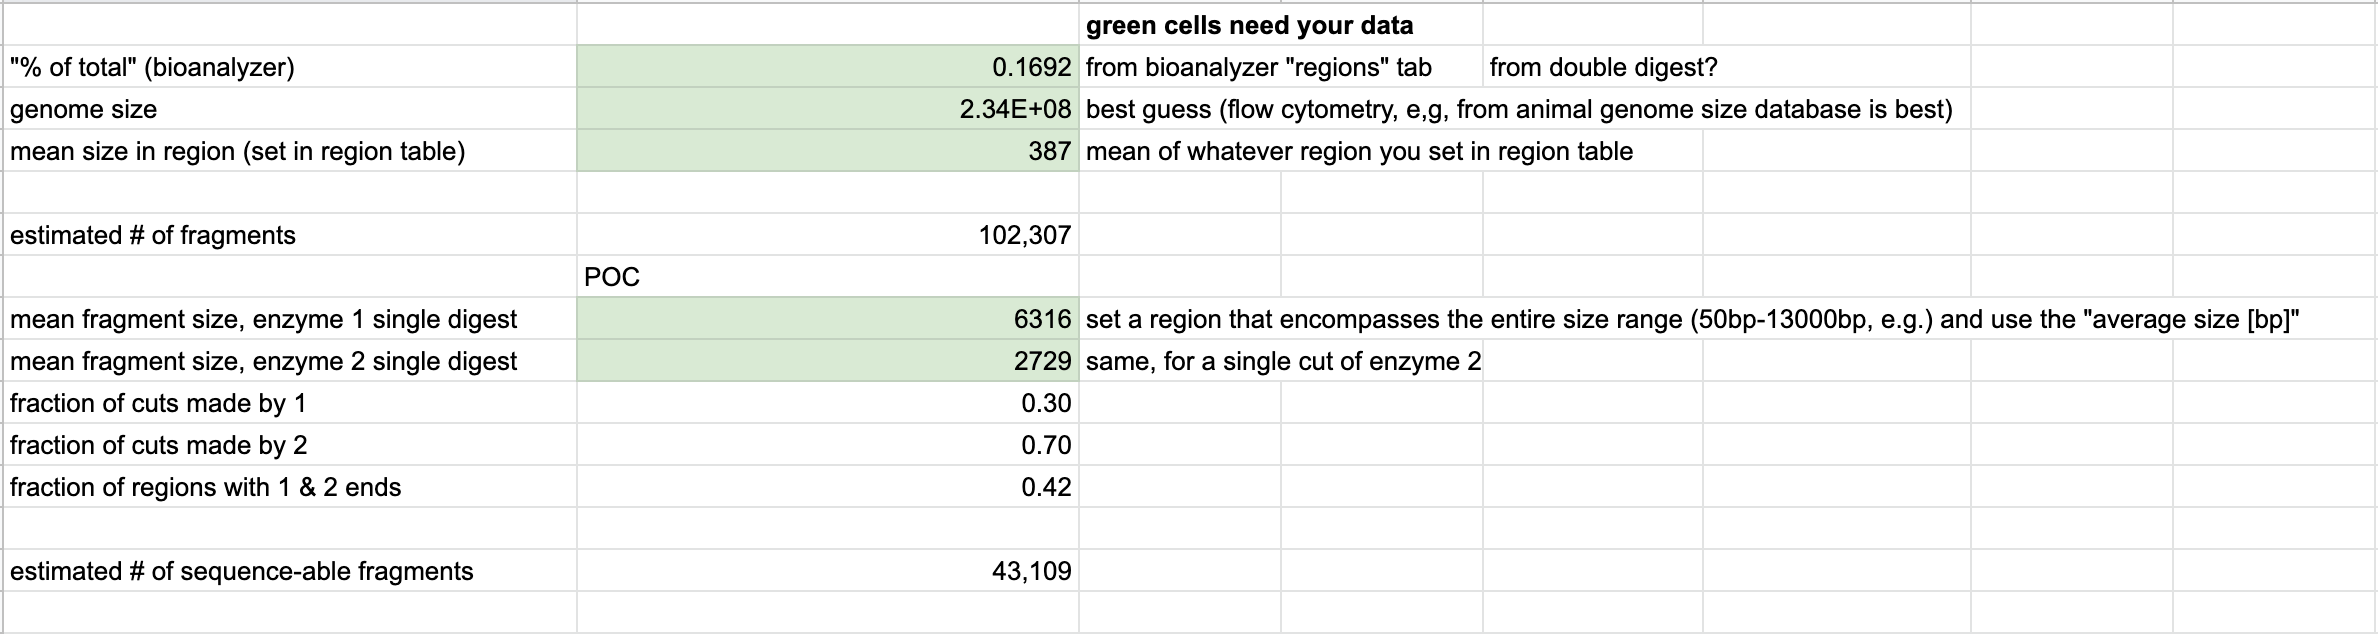 green cells need your data
"% of total" (bioanalyzer) 0.1692 from bioanalyzer "regions" tab from double digest?
genome size 2.34E+08 best guess (flow cytometry, e,g, from animal genome size database is best)
mean size in region (set in region table) 387 mean of whatever region you set in region table
estimated # of fragments 102,307
POC
mean fragment size, enzyme 1 single digest 6316 set a region that encompasses the entire size range (50bp-13000bp, e.g.) and use the "average size [bp]"
mean fragment size, enzyme 2 single digest 2729 same, for a single cut of enzyme 2
fraction of cuts made by 1 0.30
fraction of cuts made by 2 0.70
fraction of regions with 1 & 2 ends 0.42
estimated # of sequence-able fragments 43,109